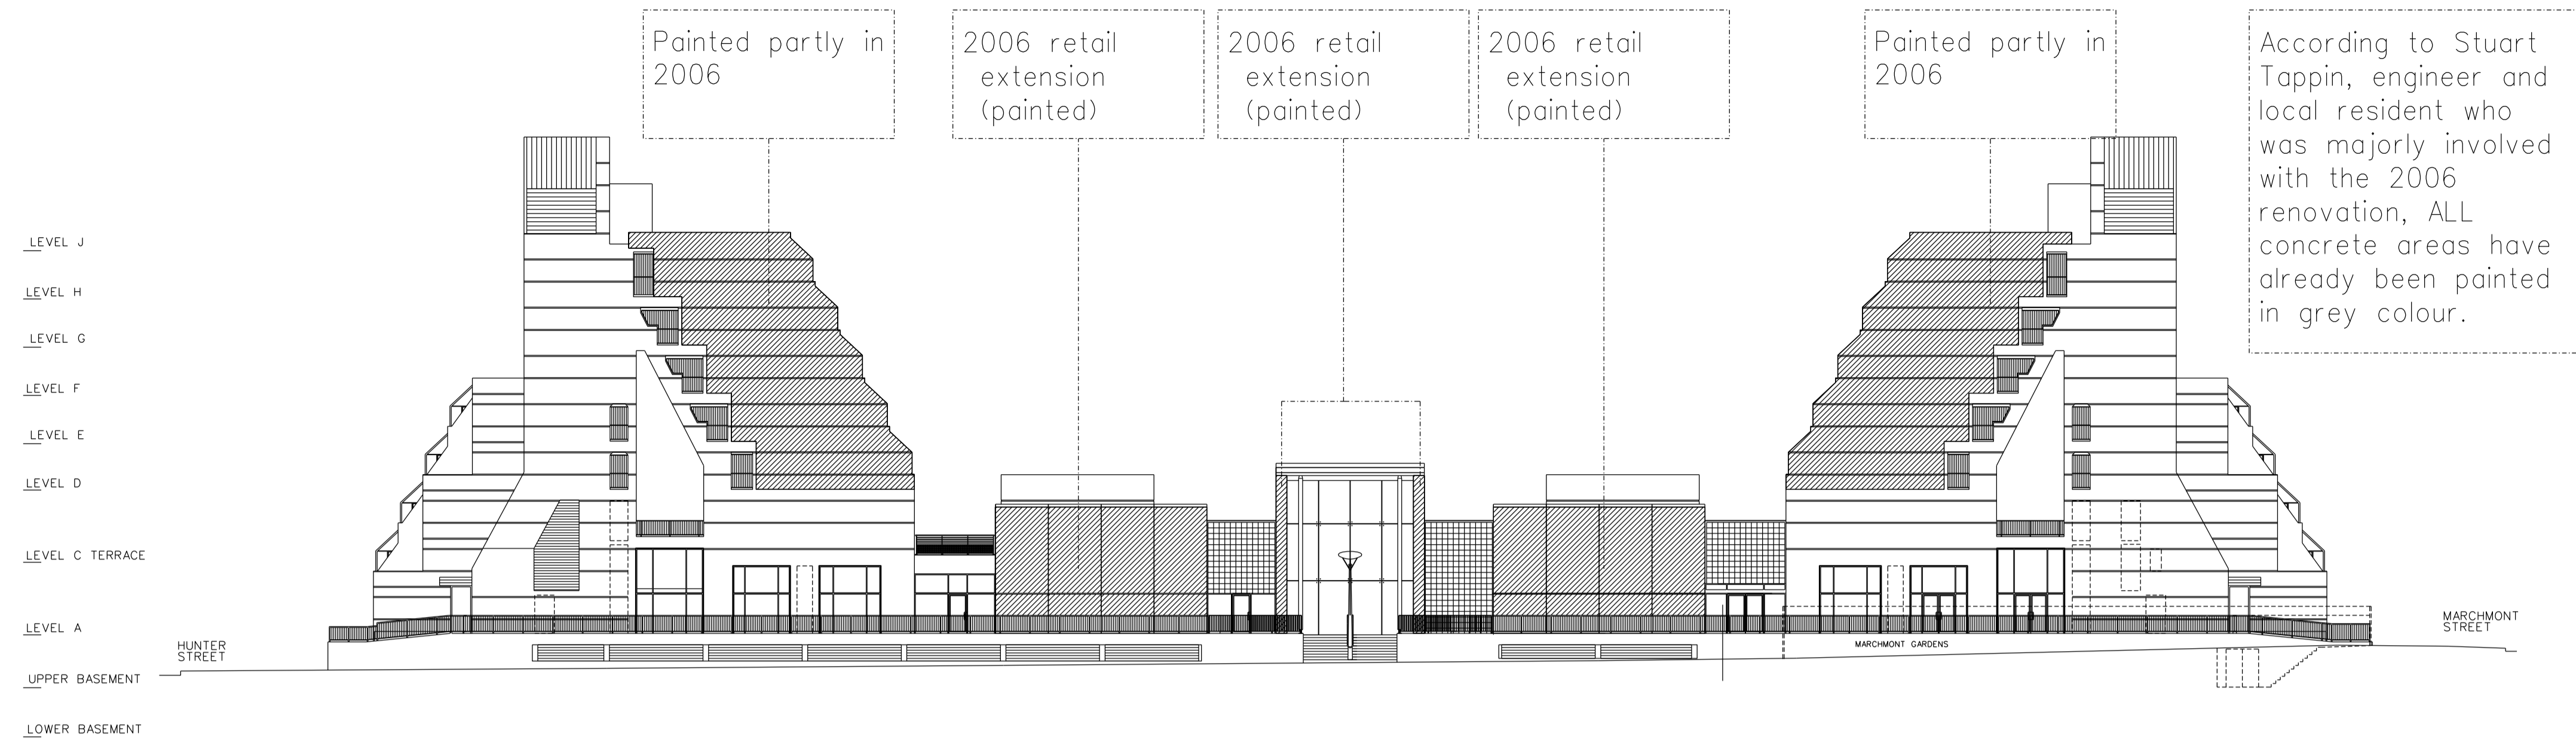 Painted partly in
2006
2006 retail
extension
(painted)
2006 retail
extension
(painted)
2006 retail
extension
(painted)
Painted partly in
2006
According to Stuart
Tappin, engineer and
local resident who
was majorly involved
with the 2006
renovation, ALL
concrete areas have
already been painted
in grey colour.
LEVEL J
LEVEL H
LEVEL G
LEVEL F
LEVEL E
LEVEL D
LEVEL C TERRACE
LEVEL A
HUNTER
STREET
MARCHMONT GARDENS
MARCHMONT
STREET
UPPER BASEMENT
LOWER BASEMENT